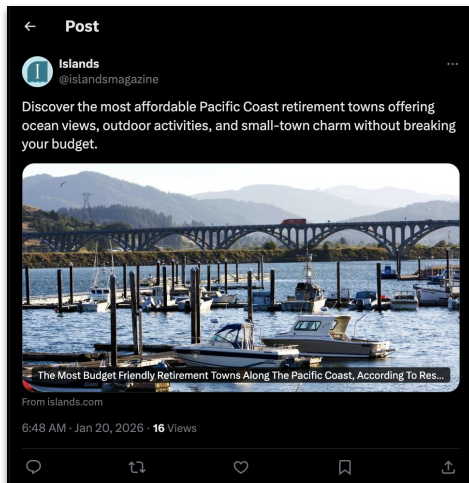 Post
Islands
@islandsmagazine
Discover the most affordable Pacific Coast retirement towns offering
ocean views, outdoor activities, and small-town charm without breaking
your budget.
The Most Budget Friendly Retirement Towns Along The Pacific Coast, According To Res...
From islands.com
6:48 AM · Jan 20, 2026 · 16 Views